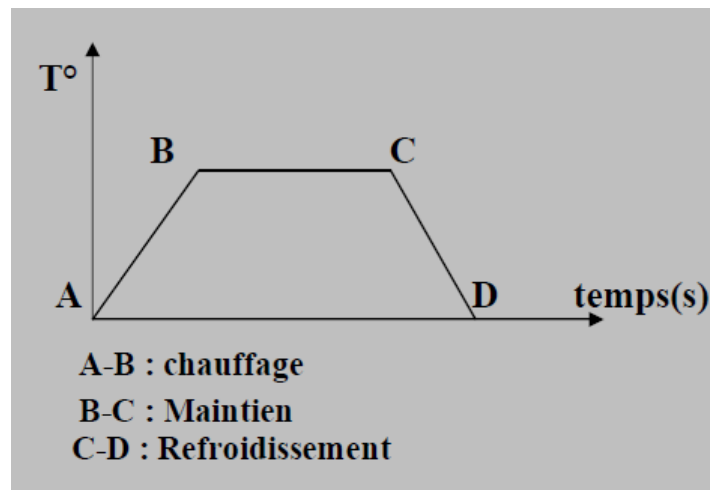 T°
B
C
A
D
temps(s)
A-B : chauffage
B-C : Maintien
C-D : Refroidissement